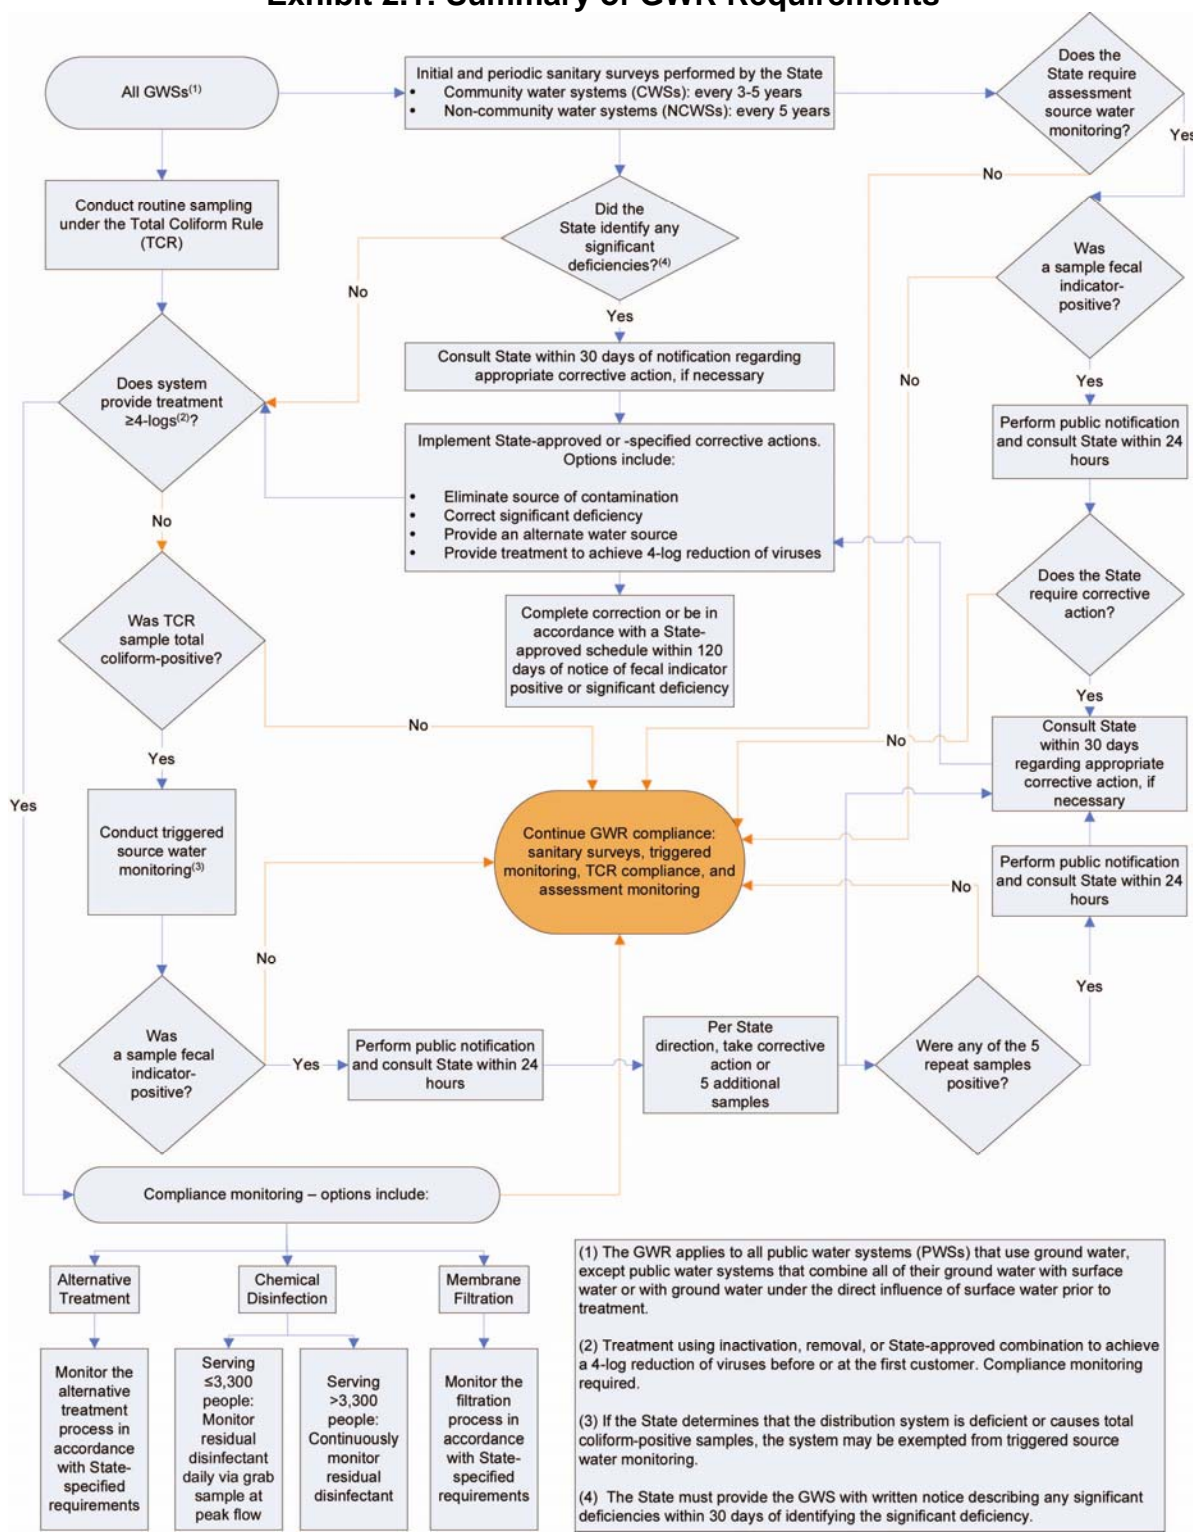 Exhibit 2.1: Summary of GWR Requirements
All GWSs(1)
Initial and periodic sanitary surveys performed by the State
• Community water systems (CWSs): every 3-5 years
• Non-community water systems (NCWSs): every 5 years
Does the
State require
assessment
source water
monitoring?
Yes
No
Conduct routine sampling
under the Total Coliform Rule
(TCR)
Did the
State identify any
significant
deficiencies?(4)
No
Yes
Was
a sample fecal
indicator-
positive?
No
Yes
Consult State within 30 days of notification regarding
appropriate corrective action, if necessary
Does system
provide treatment
≥4-logs(2)?
Perform public notification
and consult State within 24
hours
Implement State-approved or -specified corrective actions.
Options include:
• Eliminate source of contamination
• Correct significant deficiency
• Provide an alternate water source
• Provide treatment to achieve 4-log reduction of viruses
No
Does the State
require corrective
action?
Was TCR
sample total
coliform-positive?
Complete correction or be in
accordance with a State-
approved schedule within 120
days of notice of fecal indicator
positive or significant deficiency
Yes
No
No
Consult State
within 30 days
regarding appropriate
corrective action, if
necessary
Yes
Yes
Conduct triggered
source water
monitoring(3)
Continue GWR compliance:
sanitary surveys, triggered
monitoring, TCR compliance, and
assessment monitoring
Perform public notification
and consult State within 24
hours
No
No
Yes
Was
a sample fecal
indicator-
positive?
Yes
Perform public notification
and consult State within 24
hours
Per State
direction, take corrective
action or
5 additional
samples
Were any of the 5
repeat samples
positive?
Compliance monitoring – options include:
Alternative
Treatment
Chemical
Disinfection
Membrane
Filtration
Monitor the
alternative
treatment
process in
accordance
with State-
specified
requirements
Serving
≤3,300
people:
Monitor
residual
disinfectant
daily via grab
sample at
peak flow
Serving
>3,300
people:
Continuously
monitor
residual
disinfectant
Monitor the
filtration
process in
accordance
with State-
specified
requirements
(1) The GWR applies to all public water systems (PWSs) that use ground water,
except public water systems that combine all of their ground water with surface
water or with ground water under the direct influence of surface water prior to
treatment.
(2) Treatment using inactivation, removal, or State-approved combination to achieve
a 4-log reduction of viruses before or at the first customer. Compliance monitoring
required.
(3) If the State determines that the distribution system is deficient or causes total
coliform-positive samples, the system may be exempted from triggered source
water monitoring.
(4) The State must provide the GWS with written notice describing any significant
deficiencies within 30 days of identifying the significant deficiency.